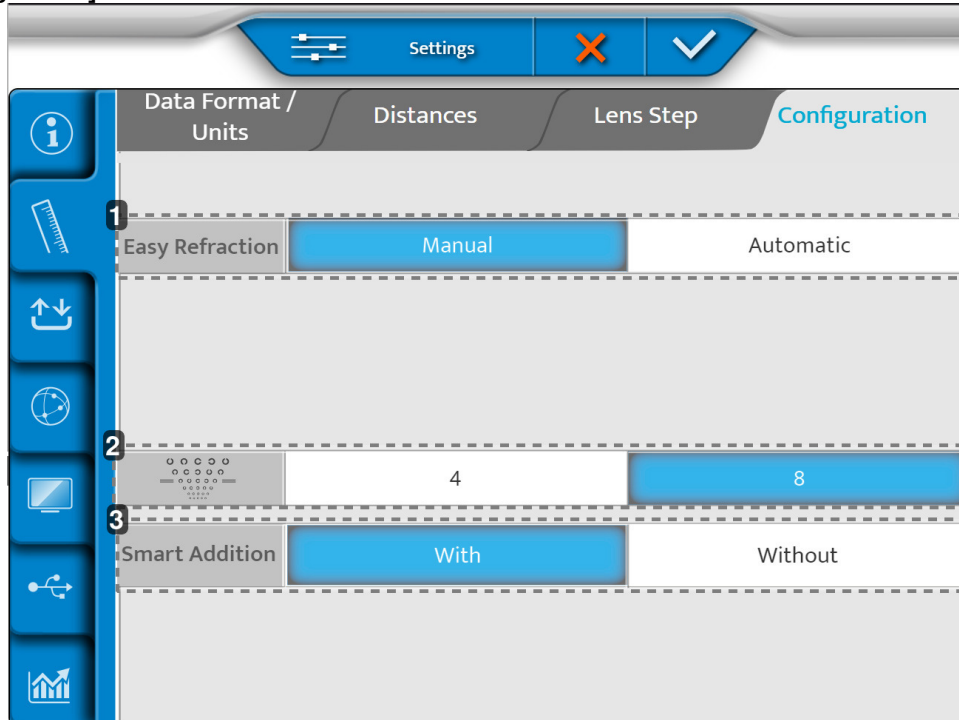 Settings
Data Format /
Units
Distances
Lens Step
Configuration
1
Easy Refraction
Manual
Automatic
2
4
8
3
Smart Addition
With
Without